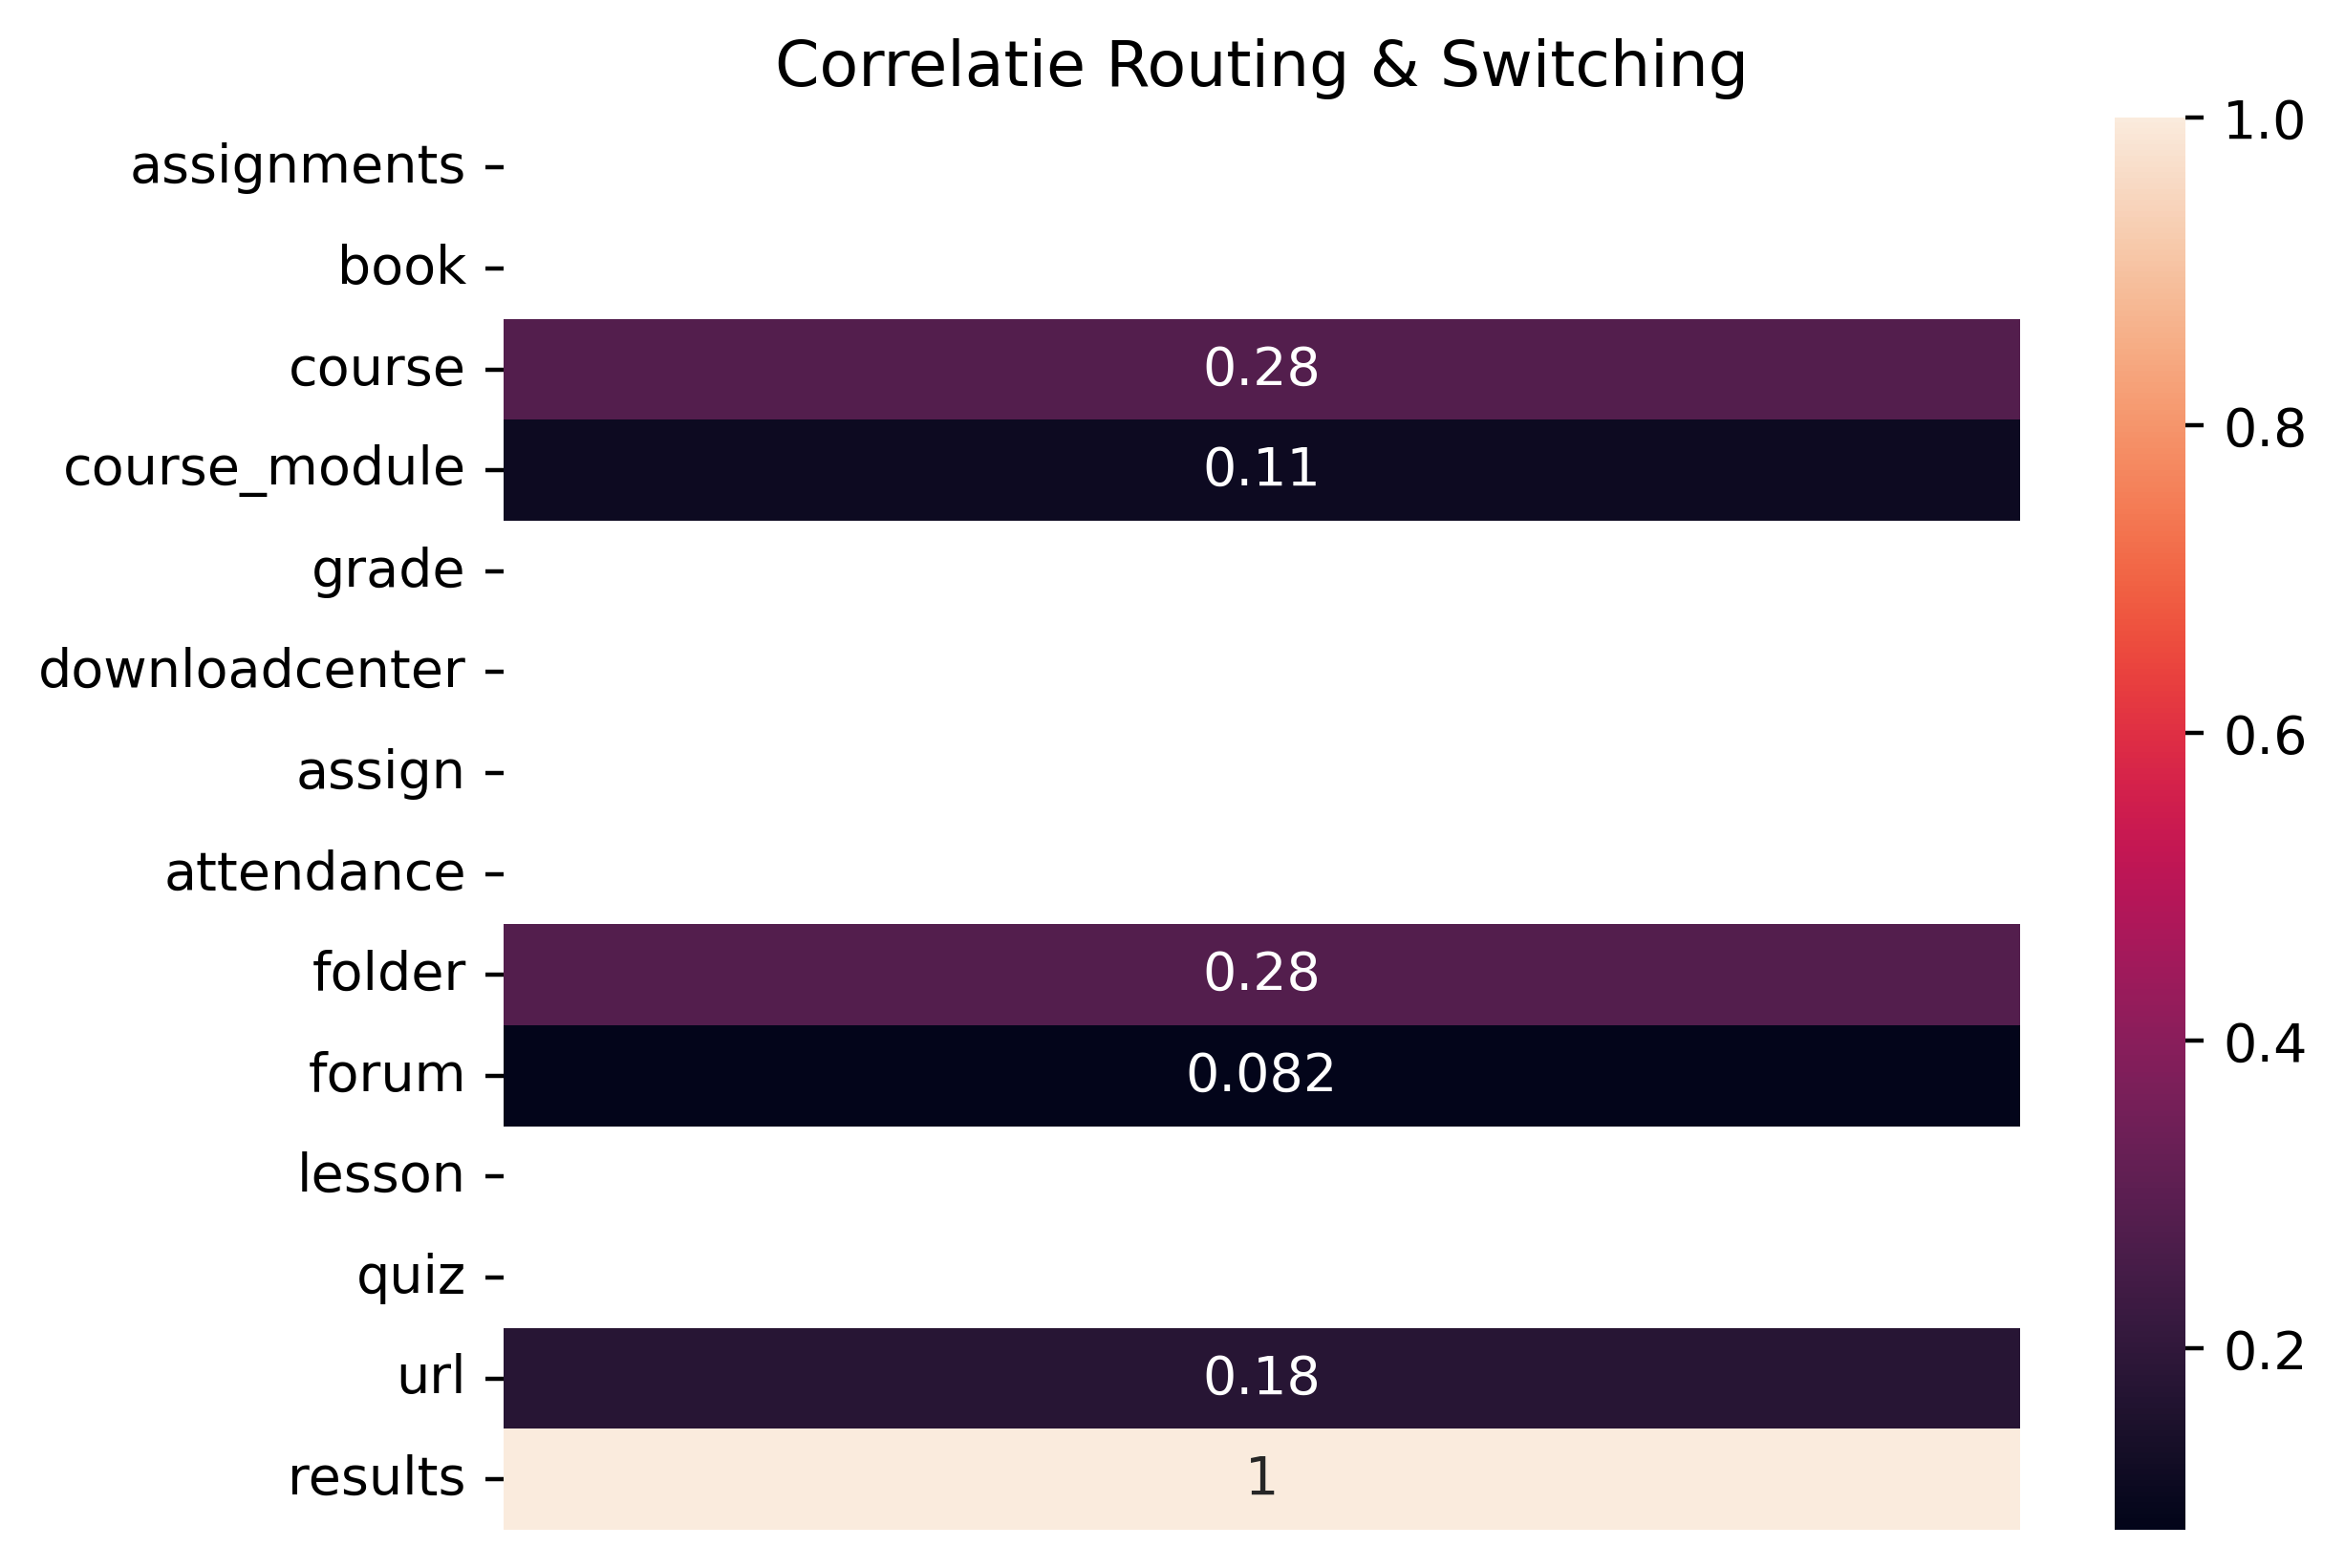 Correlatie Routing & Switching
assignments
book
course 0.28
course_module 0.11
grade
downloadcenter
assign
attendance
folder 0.28
forum 0.082
lesson
quiz
url 0.18
results 1
1.0
0.8
0.6
0.4
0.2